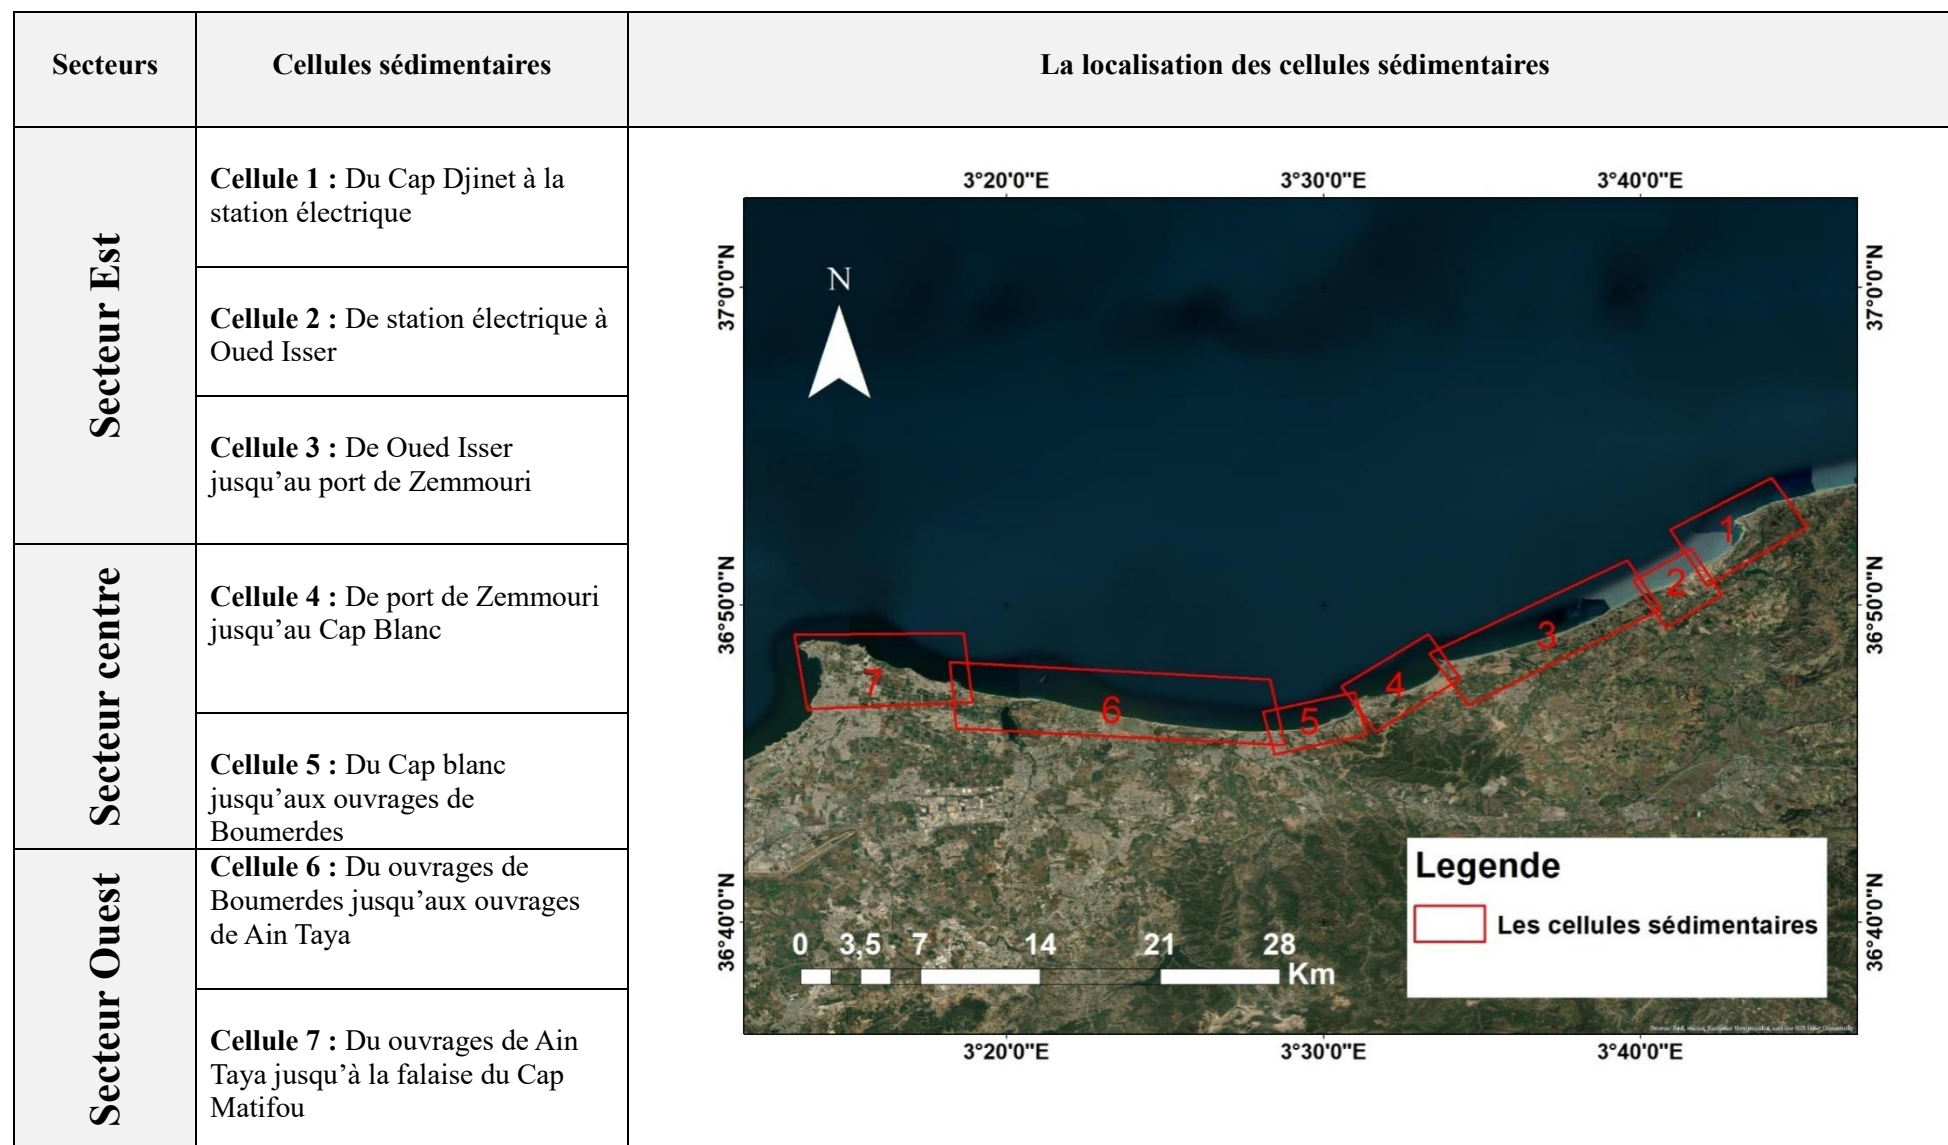 Secteurs
Cellules sédimentaires
La localisation des cellules sédimentaires
Secteur Est
Cellule 1 : Du Cap Djinet à la
station électrique
Cellule 2 : De station électrique à
Oued Isser
Cellule 3 : De Oued Isser
jusqu’au port de Zemmouri
Secteur centre
Cellule 4 : De port de Zemmouri
jusqu’au Cap Blanc
Cellule 5 : Du Cap blanc
jusqu’aux ouvrages de
Boumerdes
Secteur Ouest
Cellule 6 : Du ouvrages de
Boumerdes jusqu’aux ouvrages
de Ain Taya
Cellule 7 : Du ouvrages de Ain
Taya jusqu’à la falaise du Cap
Matifou
3°20'0"E 3°30'0"E 3°40'0"E
37°0'0"N
37°0'0"N
N
1
2
36°50'0"N
36°50'0"N
3
4
7
6
5
Legende
Les cellules sédimentaires
36°40'0"N
36°40'0"N
0 3,5 7 14 21 28
Km
3°20'0"E 3°30'0"E 3°40'0"E